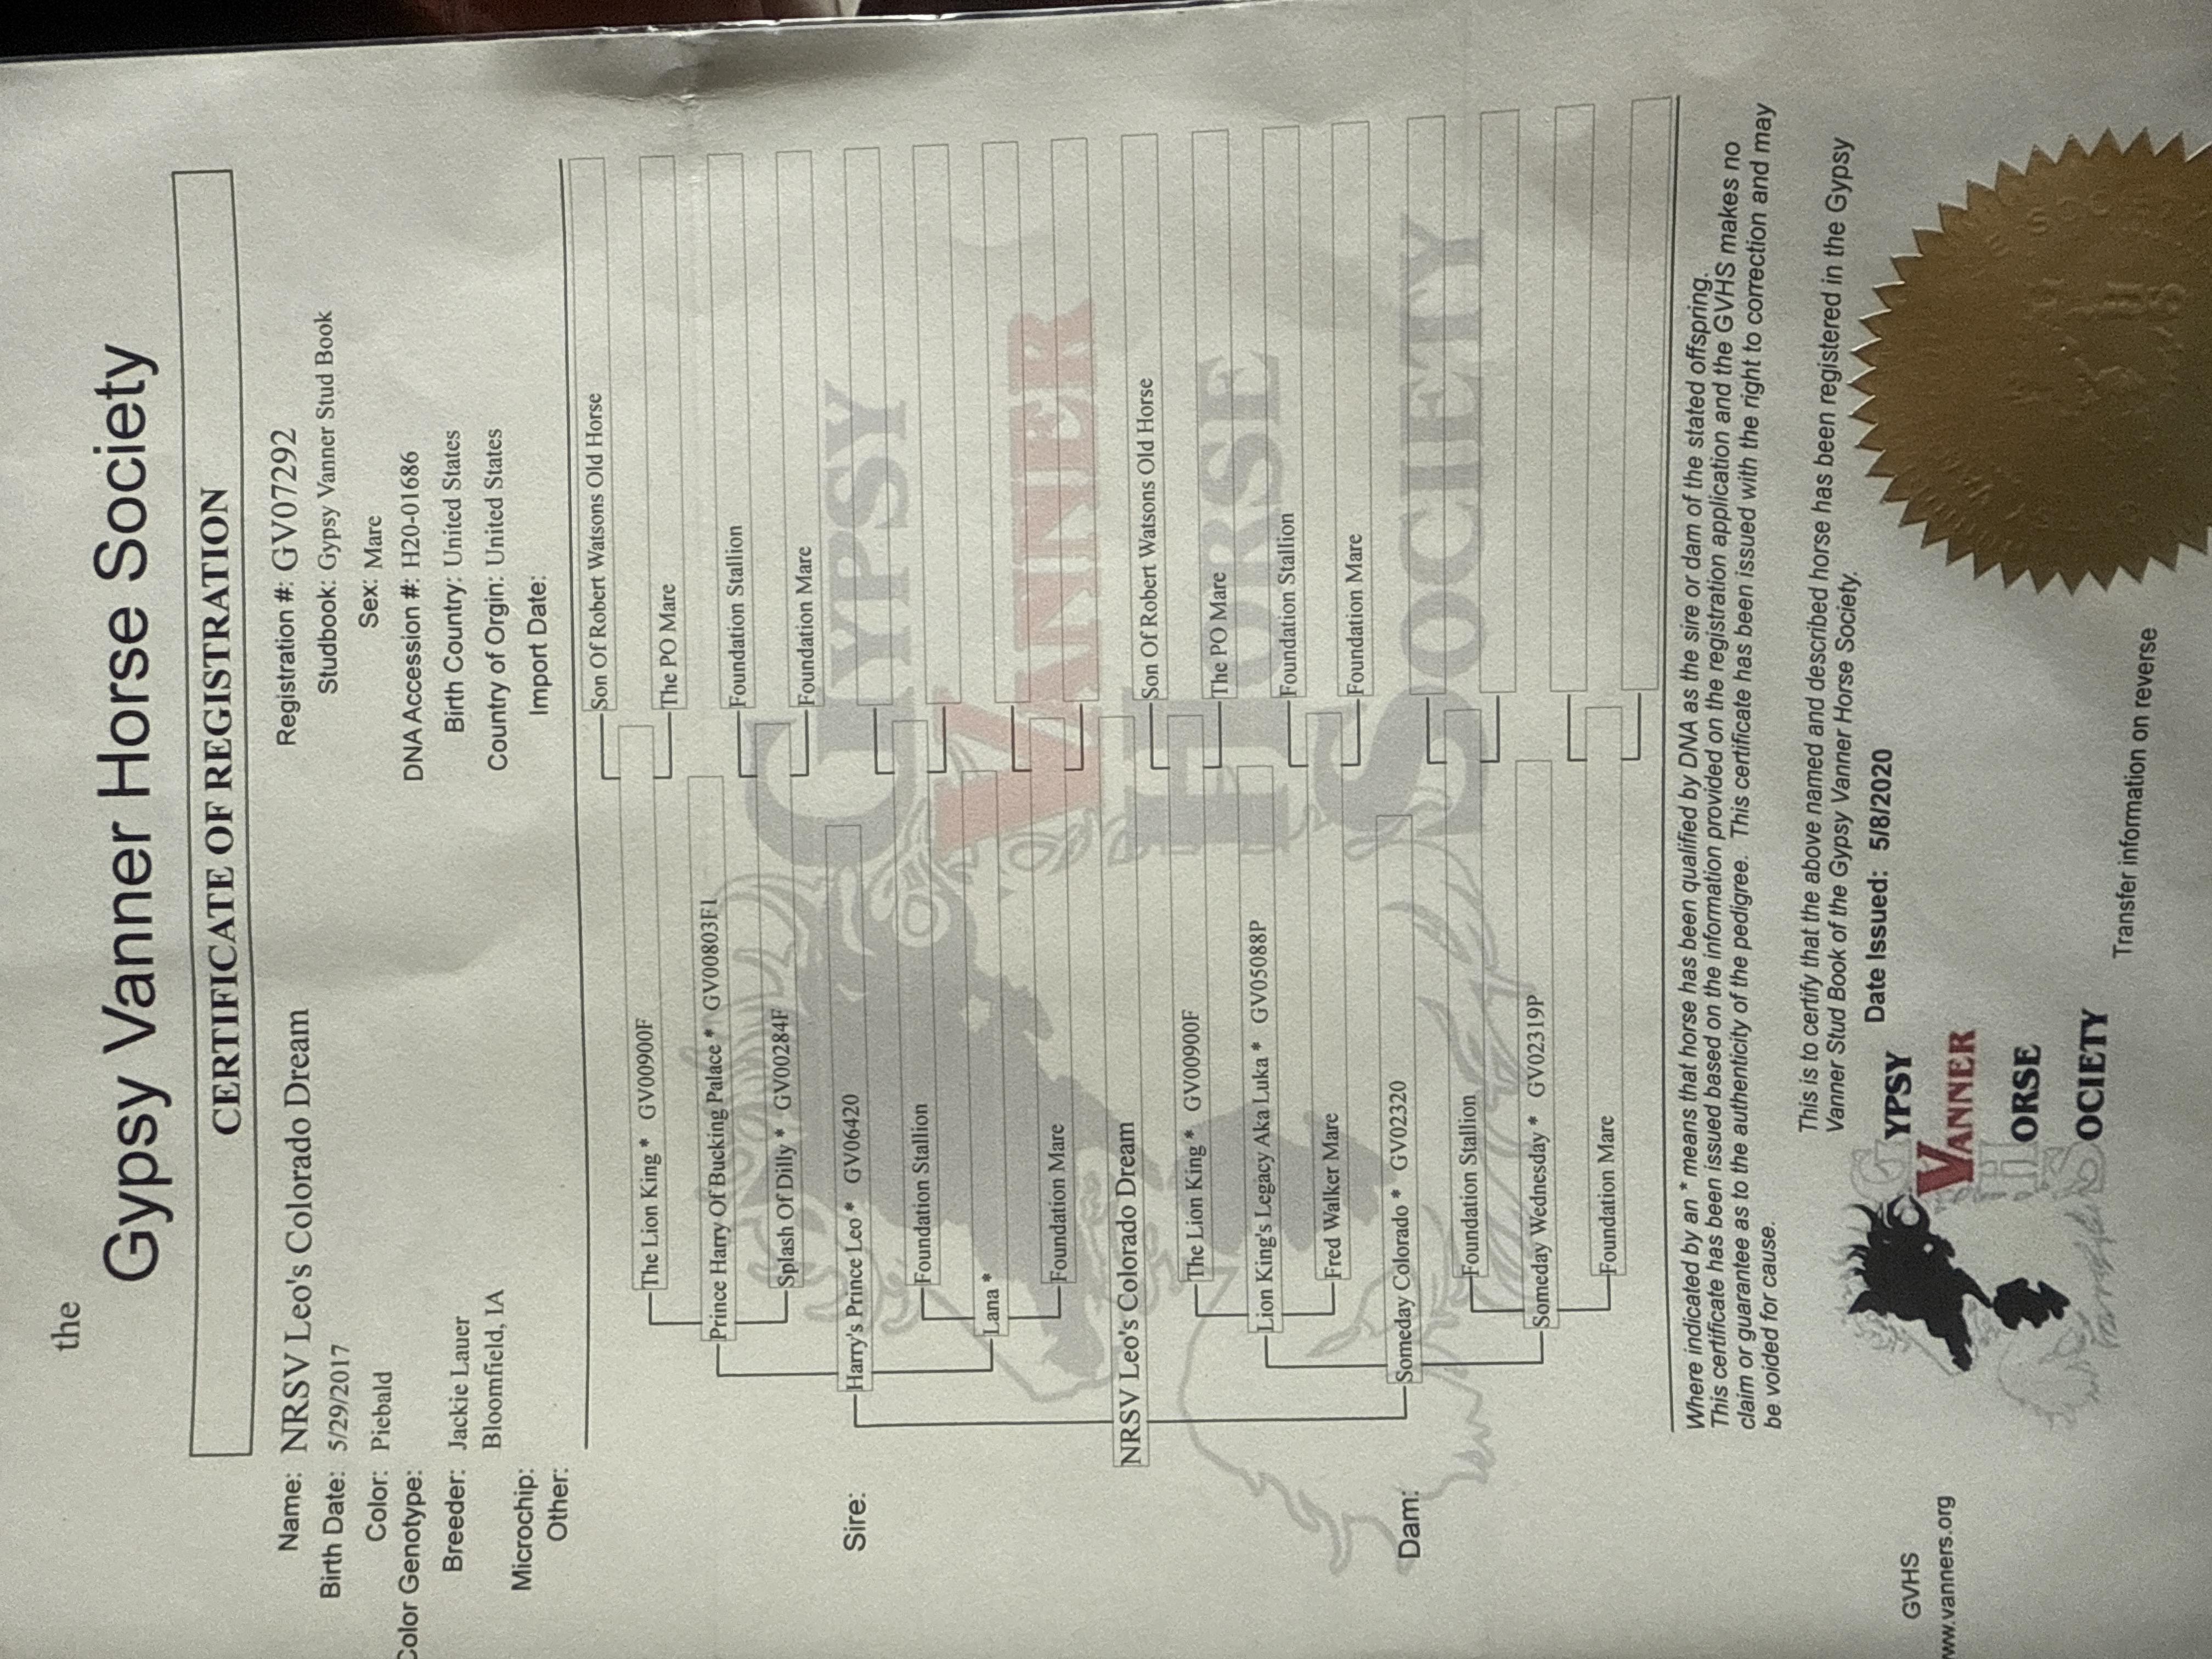 the
Gypsy Vanner Horse Society
CERTIFICATE OF REGISTRATION
Name: NRSV Leo's Colorado Dream
Birth Date: 5/29/2017
Color: Piebald
Color Genotype:
Breeder: Jackie Lauer
Bloomfield, IA
Microchip:
Other:
Registration #: GV07292
Studbook: Gypsy Vanner Stud Book
Sex: Mare
DNA Accession #: H20-01686
Birth Country: United States
Country of Orgin: United States
Import Date:
Son Of Robert Watsons Old Horse
The Lion King * GV00900F
The PO Mare
Prince Harry Of Bucking Palace * GV00803F1
Foundation Stallion
Splash Of Dilly * GV00284F
Foundation Mare
Sire: Harry's Prince Leo * GV06420
Foundation Stallion
Lana *
Foundation Mare
NRSV Leo's Colorado Dream
Son Of Robert Watsons Old Horse
The Lion King * GV00900F
The PO Mare
Lion King's Legacy Aka Luka * GV05088P
Foundation Stallion
Fred Walker Mare
Foundation Mare
Dam: Someday Colorado * GV02320
Foundation Stallion
Someday Wednesday * GV02319P
Foundation Mare
GYPSY
VANNER
HORSE
SOCIETY
Where indicated by an * means that horse has been qualified by DNA as the sire or dam of the stated offspring.
This certificate has been issued based on the information provided on the registration application and the GVHS makes no
claim or guarantee as to the authenticity of the pedigree. This certificate has been issued with the right to correction and may
be voided for cause.
This is to certify that the above named and described horse has been registered in the Gypsy
Vanner Stud Book of the Gypsy Vanner Horse Society.
Date Issued: 5/8/2020
GYPSY
VANNER
HORSE
SOCIETY
GVHS
ww.vanners.org
Transfer information on reverse